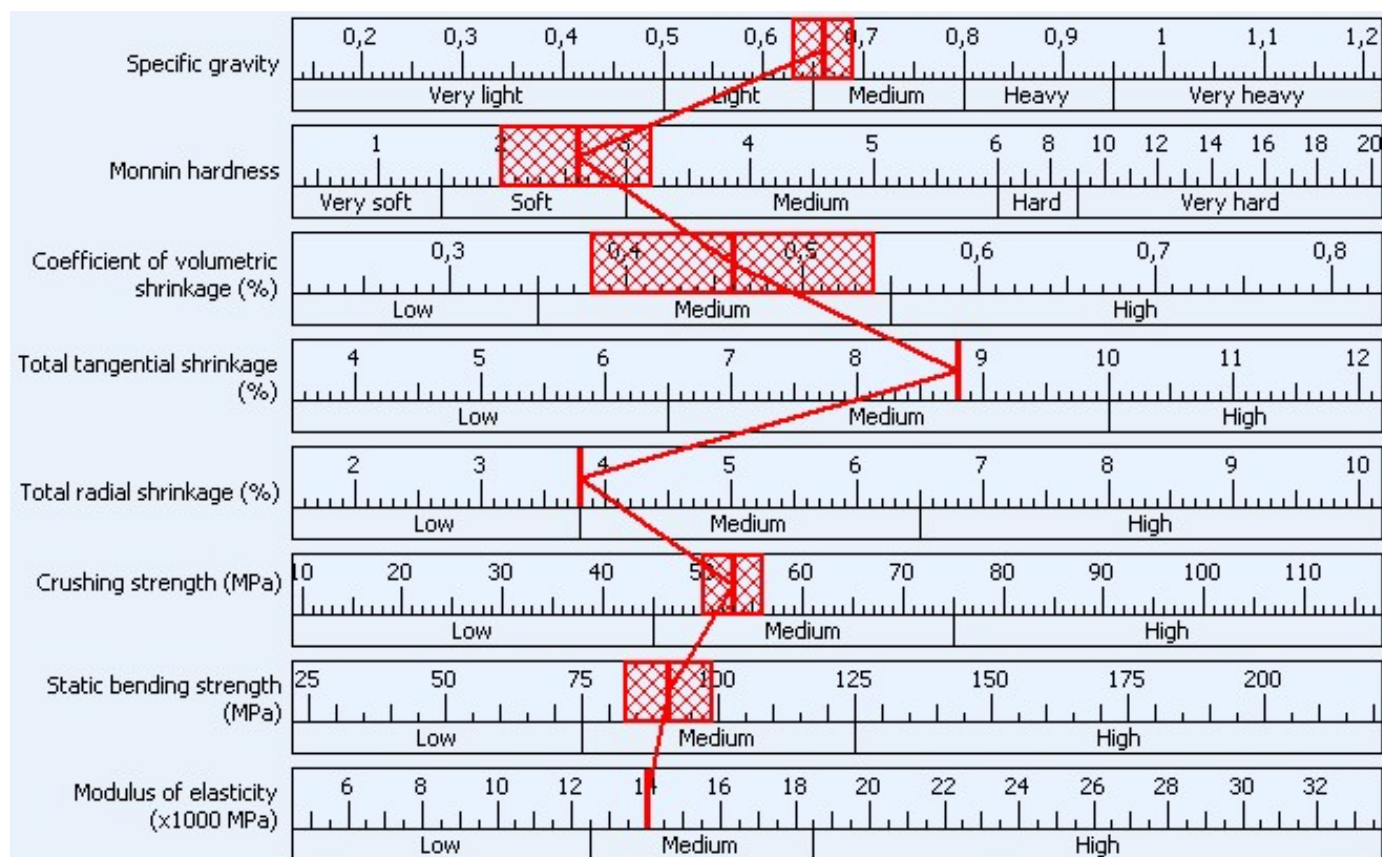 0,2 0,3 0,4 0,5 0,6 0,7 0,8 0,9 1 1,1 1,2
Specific gravity
Very light Light Medium Heavy Very heavy
1 2 3 4 5 6 8 10 12 14 16 18 20
Monnin hardness
Very soft Soft Medium Hard Very hard
0,3 0,4 0,5 0,6 0,7 0,8
Coefficient of volumetric
shrinkage (%)
Low Medium High
4 5 6 7 8 9 10 11 12
Total tangential shrinkage
(%)
Low Medium High
2 3 4 5 6 7 8 9 10
Total radial shrinkage (%)
Low Medium High
10 20 30 40 50 60 70 80 90 100 110
Crushing strength (MPa)
Low Medium High
25 50 75 100 125 150 175 200
Static bending strength
(MPa)
Low Medium High
6 8 10 12 14 16 18 20 22 24 26 28 30 32
Modulus of elasticity
(x1000 MPa)
Low Medium High